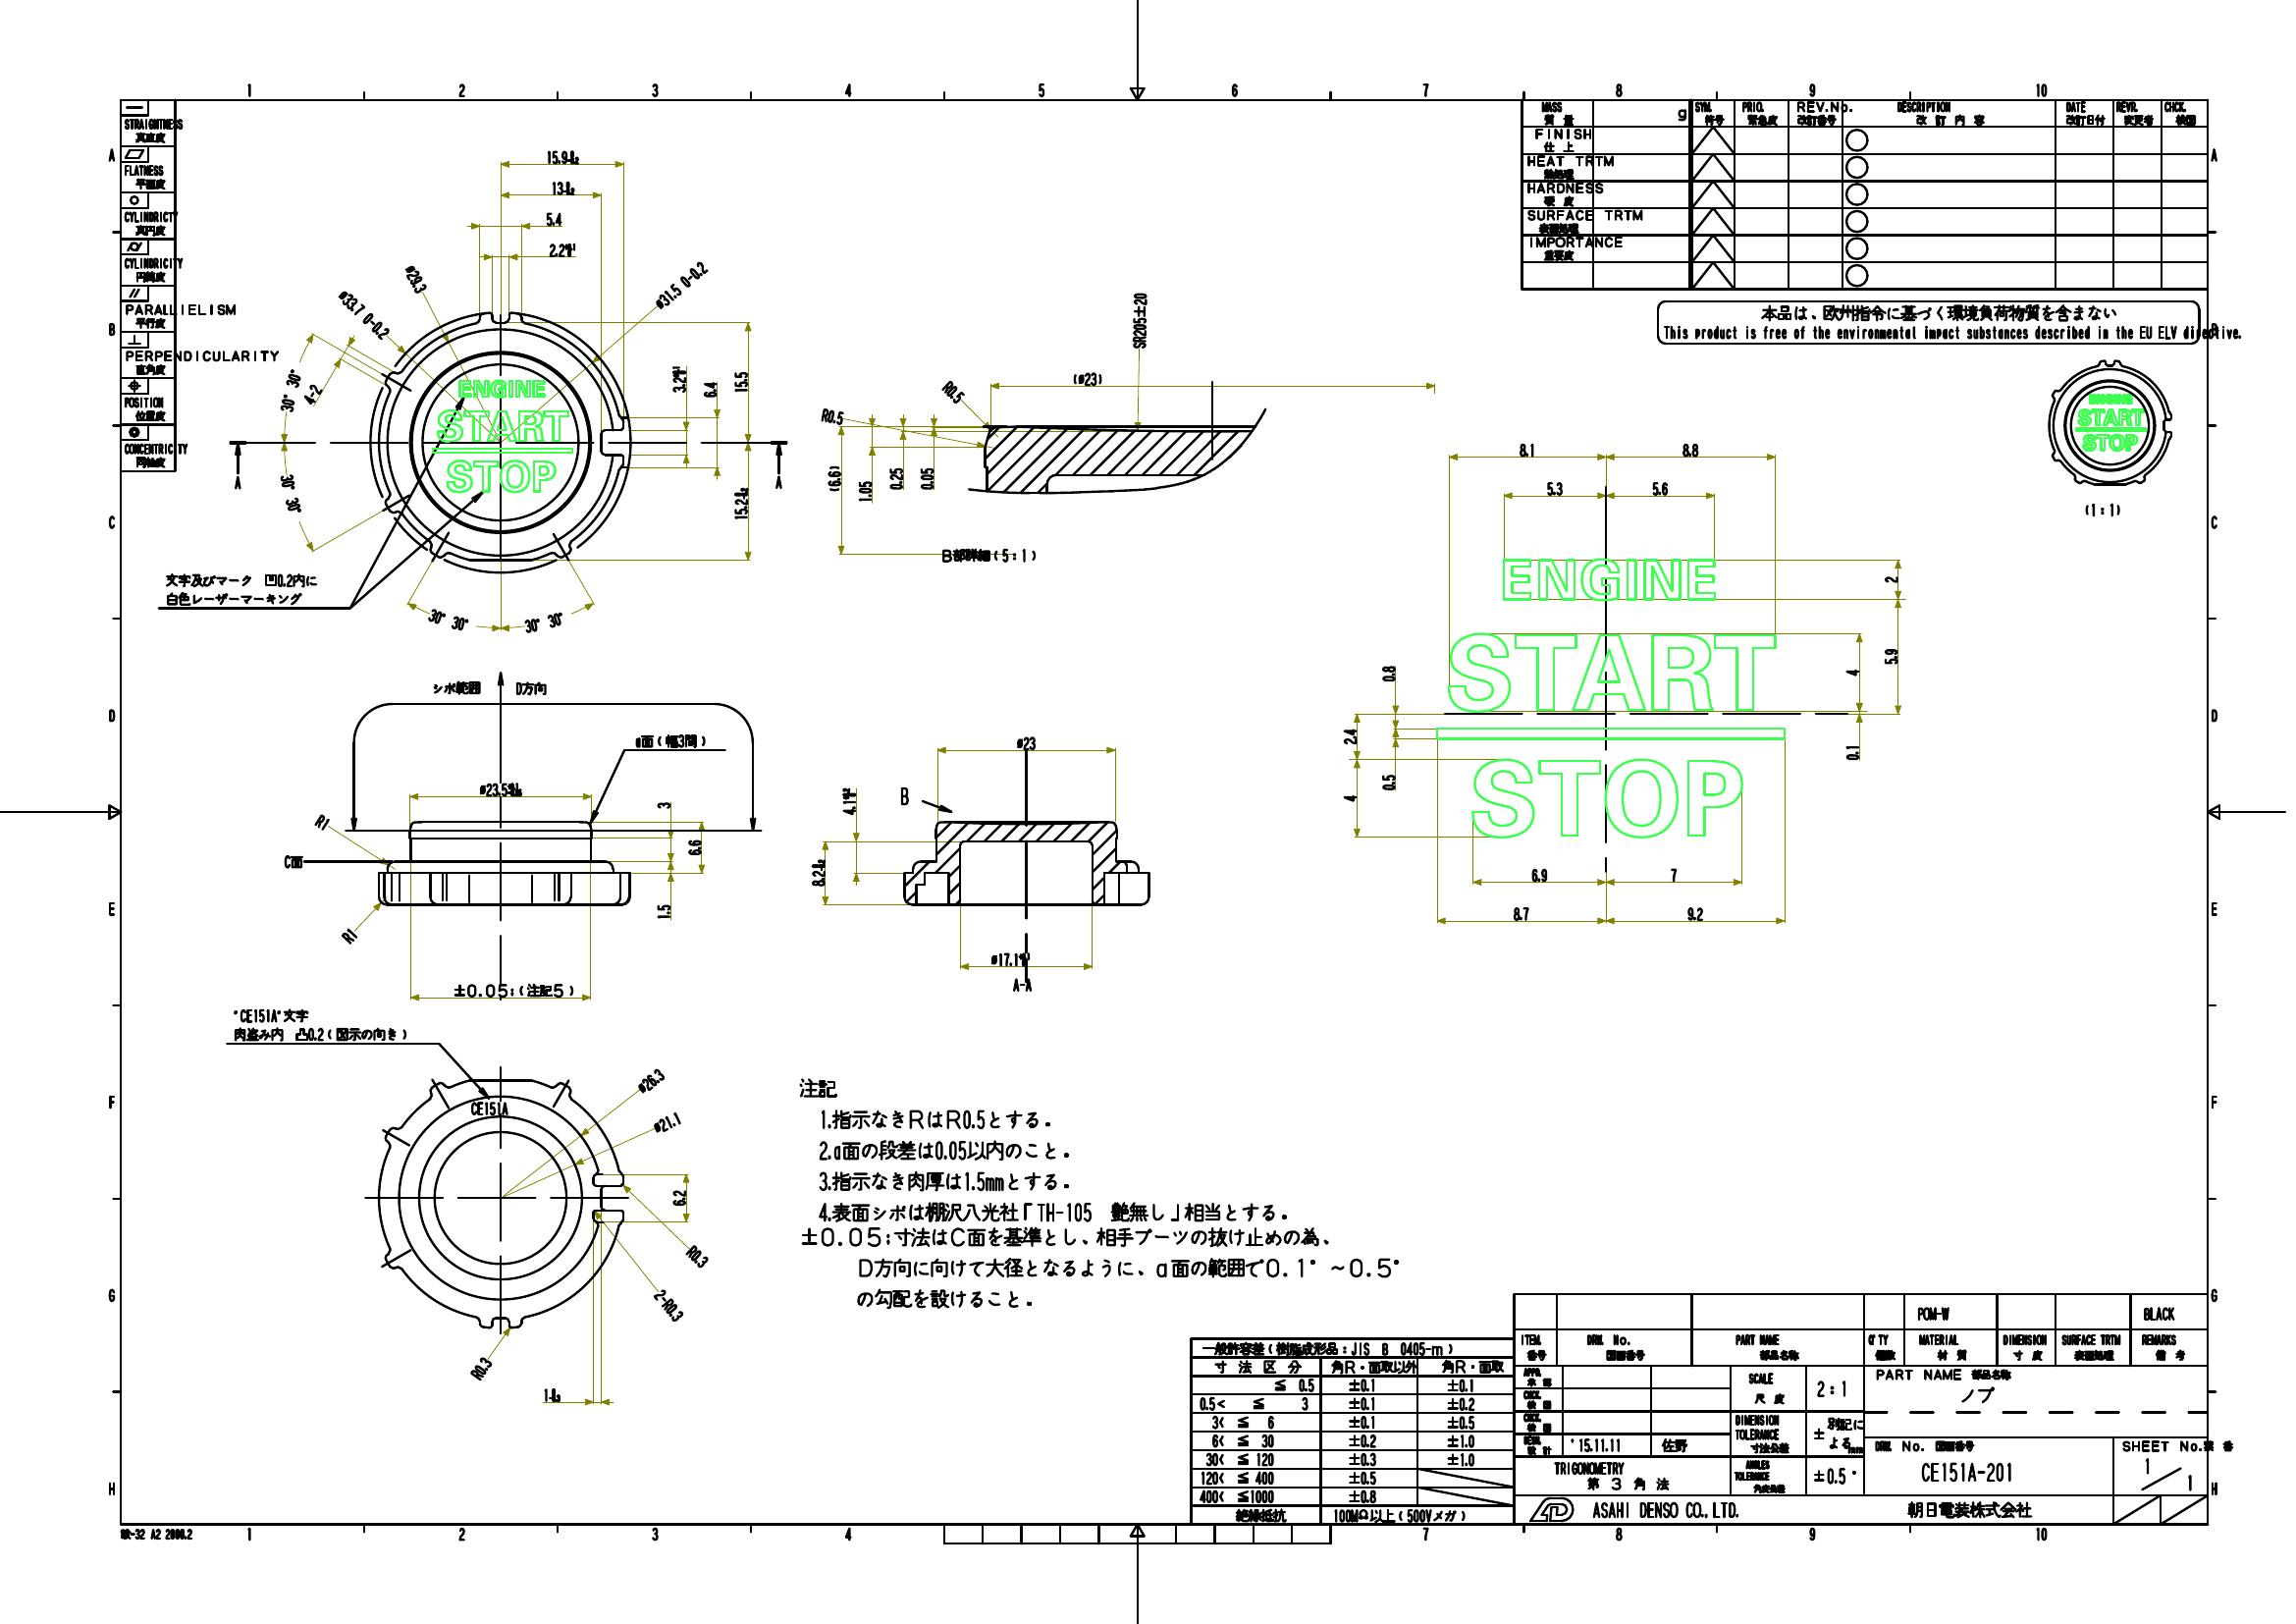 1 2 3 4 5 6 7 8 9 10
STRAIGHTNESS
真直度
FLATNESS
平面度
CYLINDRICTY
真円度
CYLINDRICITY
円筒度
PARALLIELISM
平行度
PERPENDICULARITY
直角度
POSITION
位置度
CONCENTRICITY
同軸度
A
B
C
D
E
F
G
H
MASS
質 量
g
SYM.
符号
PRIO.
緊急度
REV.No.
改訂番号
DESCRIPTION
改 訂 内 容
DATE
改訂日付
REVR.
変更者
CHCK.
検図
FINISH
仕 上
HEAT TRTM
熱処理
HARDNESS
硬 度
SURFACE TRTM
表面処理
IMPORTANCE
重要度
本品は、欧州指令に基づく環境負荷物質を含まない
This product is free of the environmental impact substances described in the EU ELV directive.
(1:1)
15.9
13
5.4
2.2
ø29.3
ø33.7 0-0.2
ø31.5 0-0.2
30° 30°
4-2
30° 30°
30° 30° 30° 30°
3.2
6.4
15.5
15.2
A A
ENGINE
START
STOP
文字及びマーク 凹0.2内に
白色レーザーマーキング
SR205±20
(ø23)
R0.5
R0.5
(6.6)
1.05
0.25
0.05
B部詳細(5:1)
8.1 8.8
5.3 5.6
ENGINE
START
STOP
2
5.9
4
0.1
0.8
2.4
0.5
4
6.9 7
8.7 9.2
シボ範囲 D方向
a面(幅3間)
ø23.5
R1
C面
3
6.6
1.5
R1
±0.05:(注記5)
ø23
B
4.1
8.2
ø17.1
A-A
"CE151A"文字
肉盗み内 凸0.2(図示の向き)
CE151A
ø26.3
ø21.1
6.2
R0.3
2-R0.3
R0.3
1
注記
1.指示なきRはR0.5とする.
2.a面の段差は0.05以内のこと.
3.指示なき肉厚は1.5mmとする.
4.表面シボは棚沢八光社「TH-105 艶無し」相当とする.
±0.05:寸法はC面を基準とし、相手ブーツの抜け止めの為、
D方向に向けて大径となるように、a面の範囲で0.1°~0.5°
の勾配を設けること.
一般許容差(樹脂成形品:JIS B 0405-m)
寸 法 区 分 角R・面取以外 角R・面取
≦ 0.5 ±0.1 ±0.1
0.5< ≦ 3 ±0.1 ±0.2
3< ≦ 6 ±0.1 ±0.5
6< ≦ 30 ±0.2 ±1.0
30< ≦ 120 ±0.3 ±1.0
120< ≦ 400 ±0.5
400< ≦1000 ±0.8
絶縁抵抗 100MΩ以上(500Vメガ)
POM-W BLACK
ITEM. DRW. No. PART NAME Q'TY MATERIAL DIMENSION SURFACE TRTM REMARKS
番号 図面番号 部品名称 個数 材 質 寸 度 表面処理 備 考
APPR.
承 認
CHCK.
検 図
CHCK.
検 図
DESN.
設 計
'15.11.11 佐野
SCALE
尺 度
2:1
DIMENSION
TOLERANCE
寸法公差
± 別記に
よる mm
ANGLES
TOLERANCE
角度公差
±0.5°
TRIGONOMETRY
第 3 角 法
PART NAME 部品名称
ノブ
DRW. No. 図面番号
CE151A-201
SHEET No.葉 番
1/1
ASAHI DENSO CO.,LTD. 朝日電装株式会社
A
B
C
D
E
F
G
H
1 2 3 4 7 8 9 10